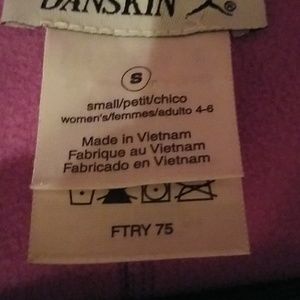 DANSKIN ®
S
small/petit/chico
women's/femmes/adulto 4-6
Made in Vietnam
Fabrique au Vietnam
Fabricado en Vietnam
FTRY 75